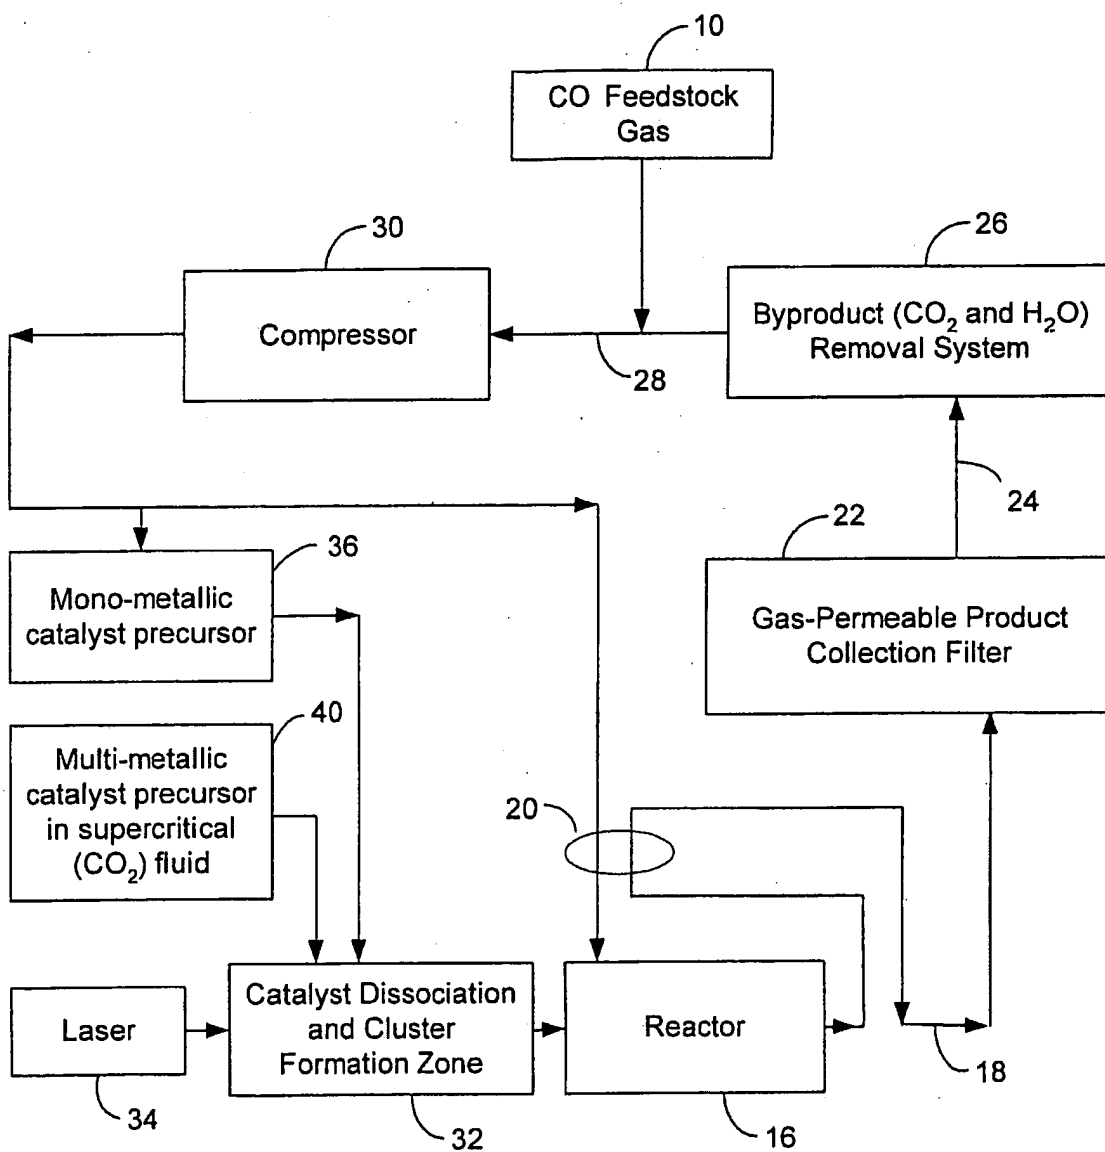 10
CO Feedstock
Gas
30
26
Compressor
Byproduct (CO₂ and H₂O)
Removal System
28
24
22
36
Mono-metallic
catalyst precursor
Gas-Permeable Product
Collection Filter
40
Multi-metallic
catalyst precursor
in supercritical
(CO₂) fluid
20
Laser
Catalyst Dissociation
and Cluster
Formation Zone
Reactor
18
34
32
16